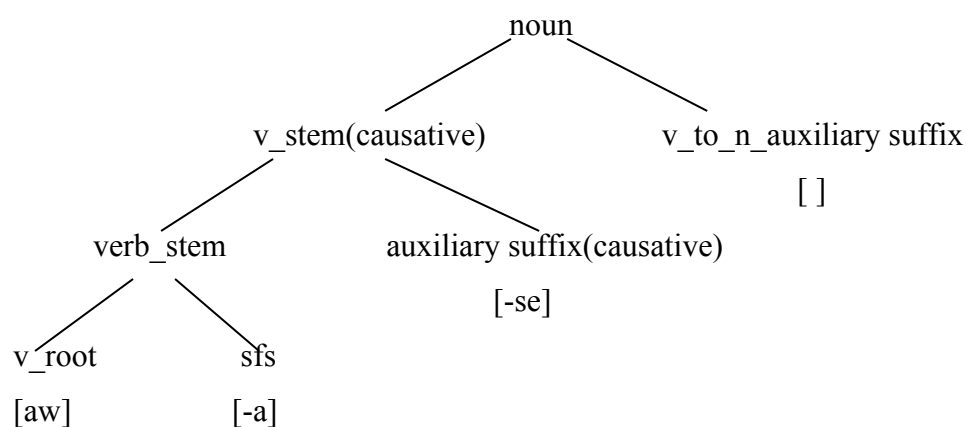 noun
v_stem(causative) v_to_n_auxiliary suffix
[ ]
verb_stem auxiliary suffix(causative)
[-se]
v_root sfs
[aw] [-a]